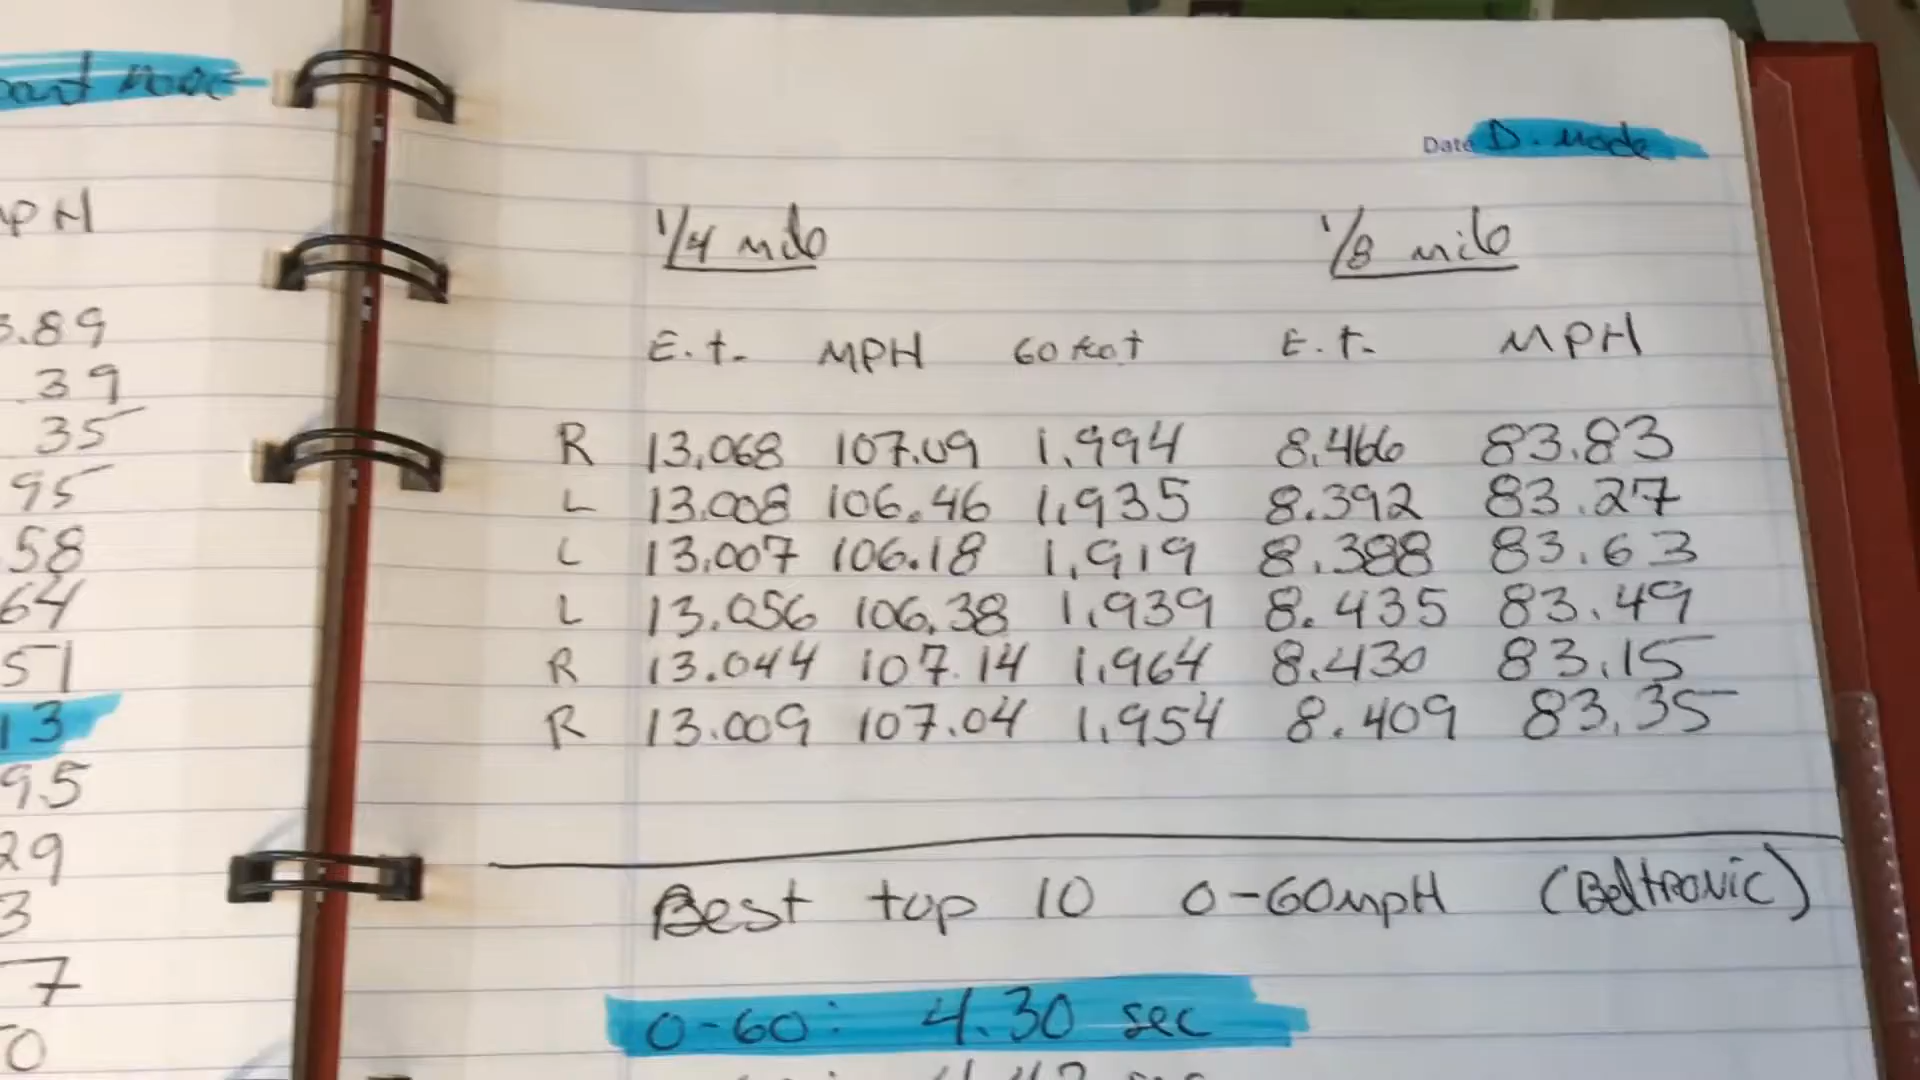 mode
PH
.89
39
35
95
58
64
51
13
95
29
3
7
0
Date D. mode
1/4 mile 1/8 mile
E.t. MPH 60 foot E.t. MPH
R 13.068 107.09 1.994 8.466 83.83
L 13.008 106.46 1.935 8.392 83.27
L 13.007 106.18 1.919 8.388 83.63
L 13.056 106.38 1.939 8.435 83.49
R 13.044 107.14 1.964 8.430 83.15
R 13.009 107.04 1.954 8.409 83.35
Best top 10 0-60mpH (Beltronic)
0-60: 4.30 sec